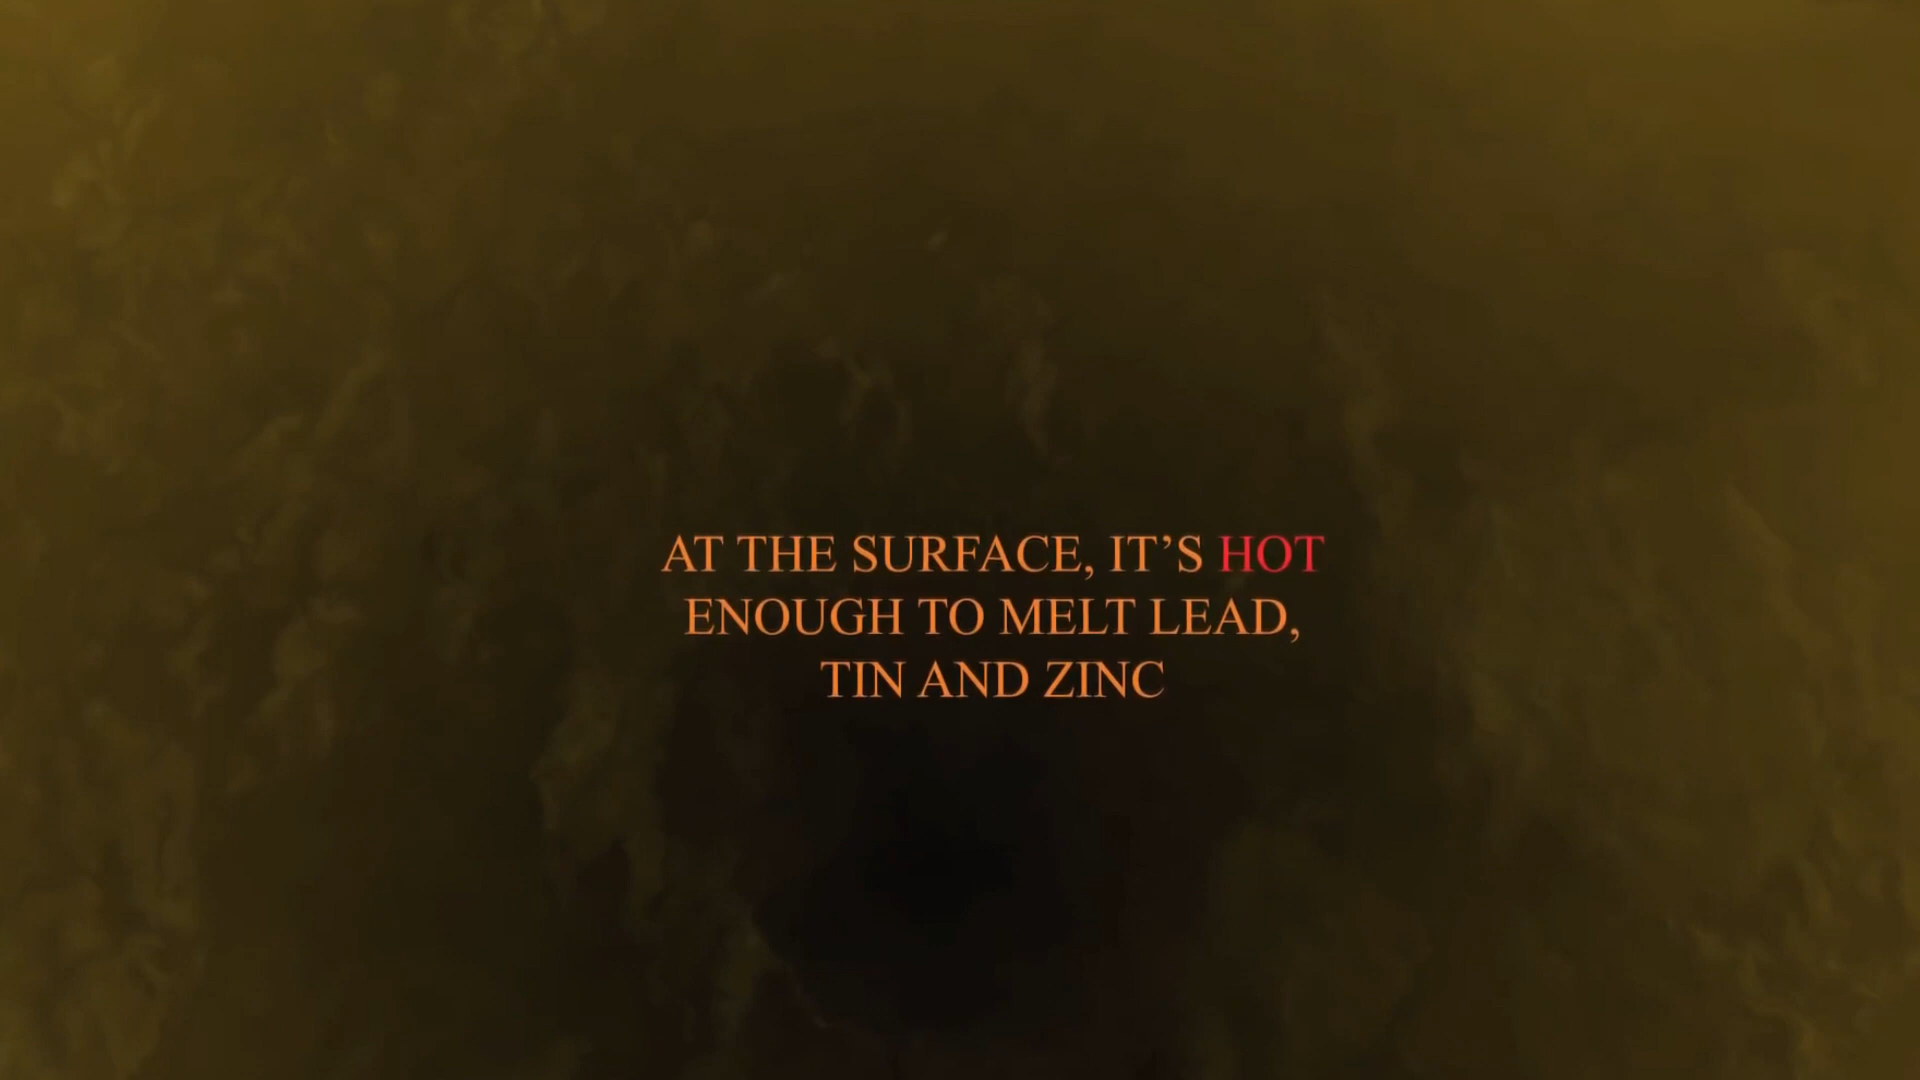 AT THE SURFACE, IT’S HOT
ENOUGH TO MELT LEAD,
TIN AND ZINC